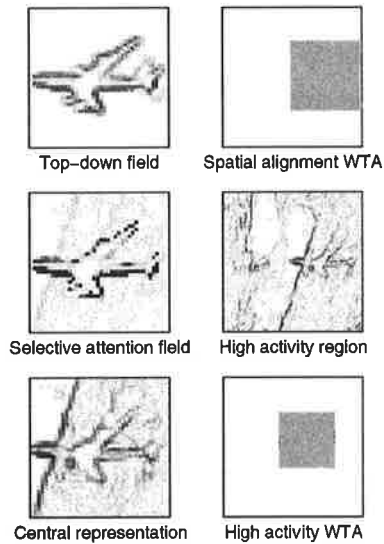 Top–down field
Spatial alignment WTA
Selective attention field
High activity region
Central representation
High activity WTA